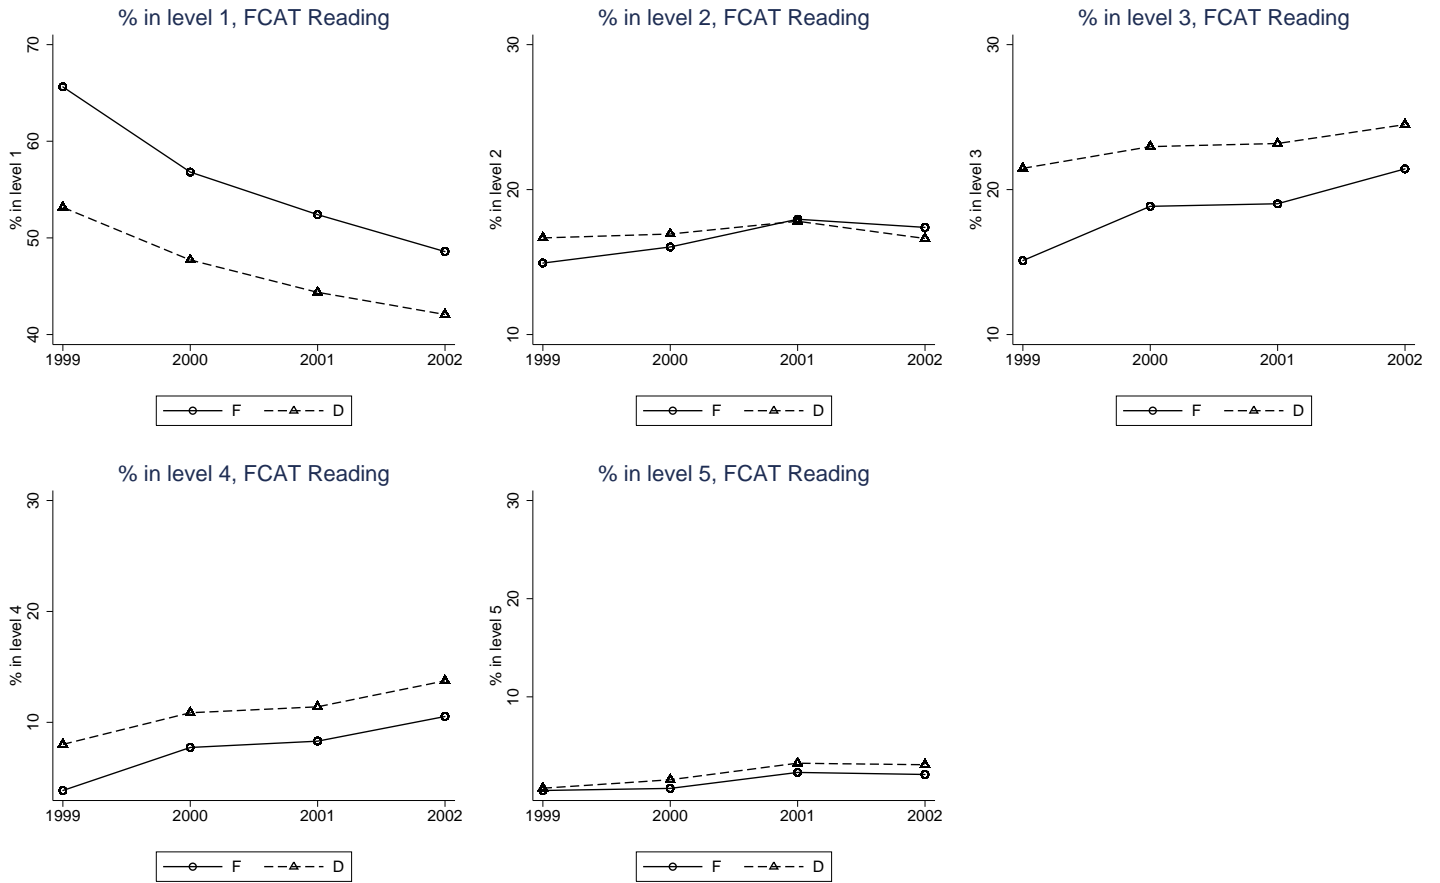 % in level 1, FCAT Reading
% in level 1
70
60
50
40
1999 2000 2001 2002
F D
% in level 2, FCAT Reading
% in level 2
30
20
10
1999 2000 2001 2002
F D
% in level 3, FCAT Reading
% in level 3
30
20
10
1999 2000 2001 2002
F D
% in level 4, FCAT Reading
% in level 4
30
20
10
1999 2000 2001 2002
F D
% in level 5, FCAT Reading
% in level 5
30
20
10
1999 2000 2001 2002
F D